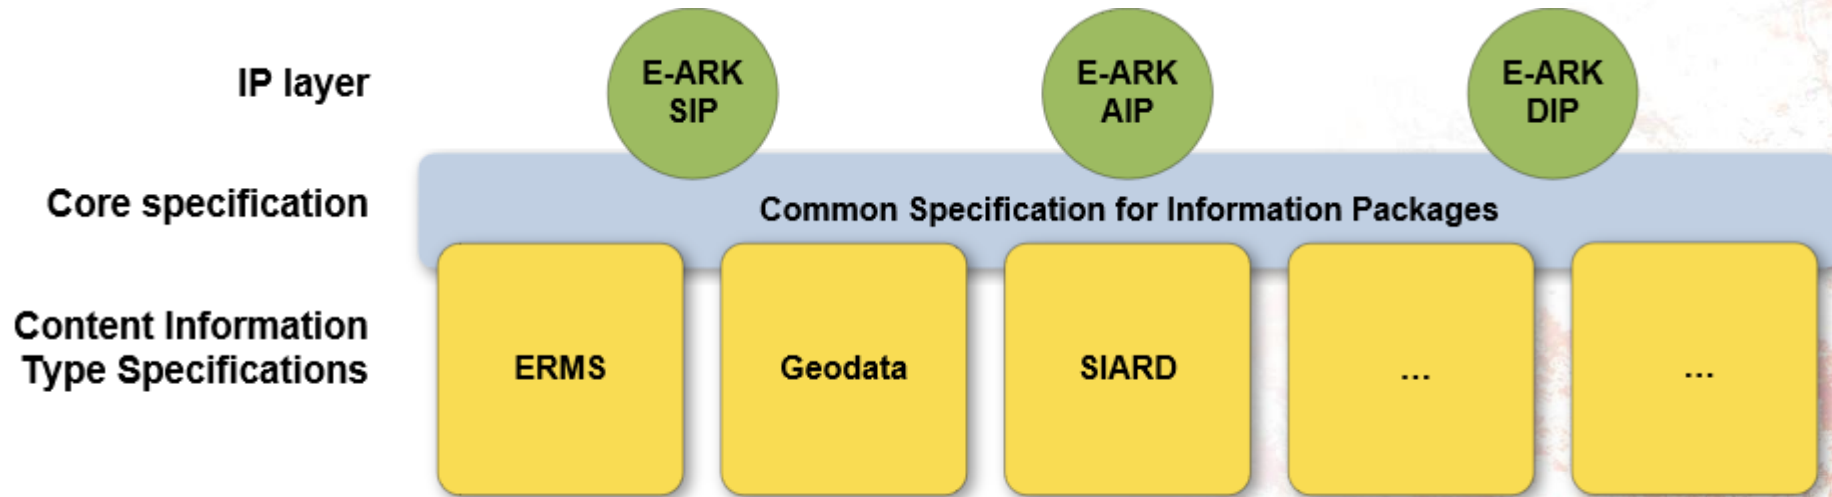 IP layer
E-ARK
SIP
E-ARK
AIP
E-ARK
DIP
Core specification
Common Specification for Information Packages
Content Information
Type Specifications
ERMS
Geodata
SIARD
...
...